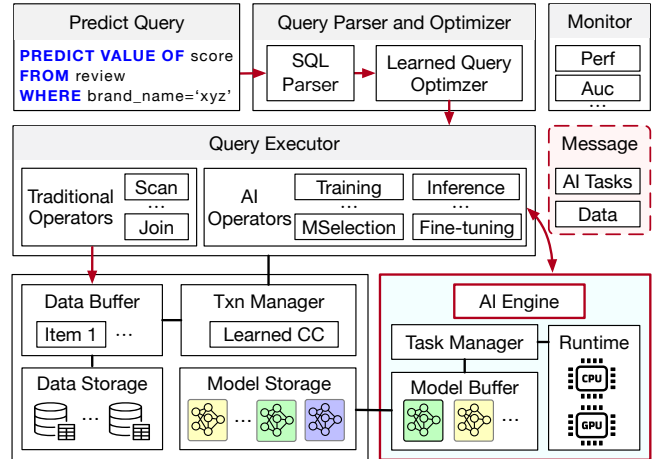 Predict Query
PREDICT VALUE OF score
FROM review
WHERE brand_name=‘xyz’
Query Parser and Optimizer
SQL
Parser
Learned Query
Optimzer
Monitor
Perf
Auc
...
Query Executor
Traditional
Operators
Scan
...
Join
AI
Operators
Training
...
MSelection
Inference
...
Fine-tuning
Message
AI Tasks
Data
Data Buffer
Item 1 ...
Txn Manager
Learned CC
Data Storage
...
Model Storage
...
AI Engine
Task Manager
Runtime
CPU
GPU
Model Buffer
...